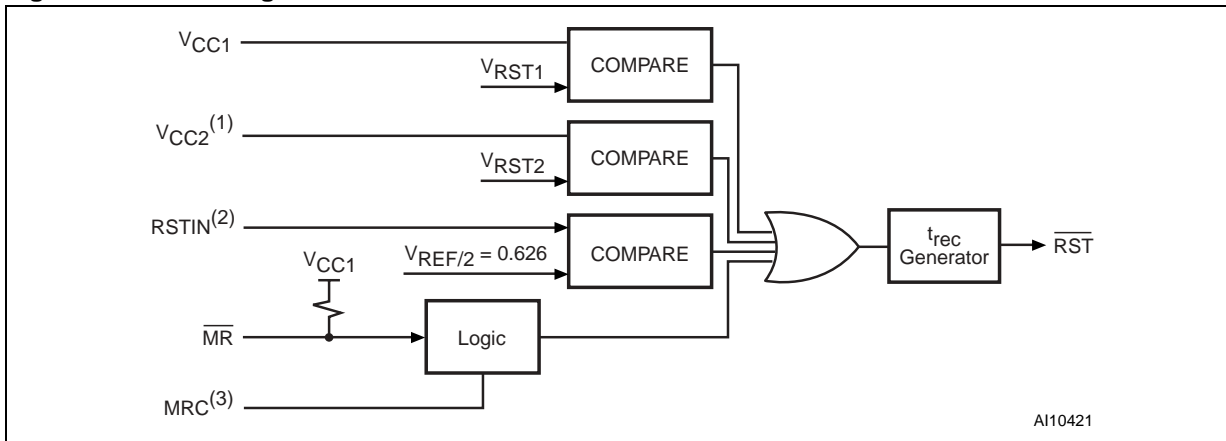 VCC1
COMPARE
VRST1
VCC2(1)
COMPARE
VRST2
RSTIN(2)
COMPARE
VREF/2 = 0.626
trec
Generator
RST
VCC1
MR
Logic
MRC(3)
AI10421